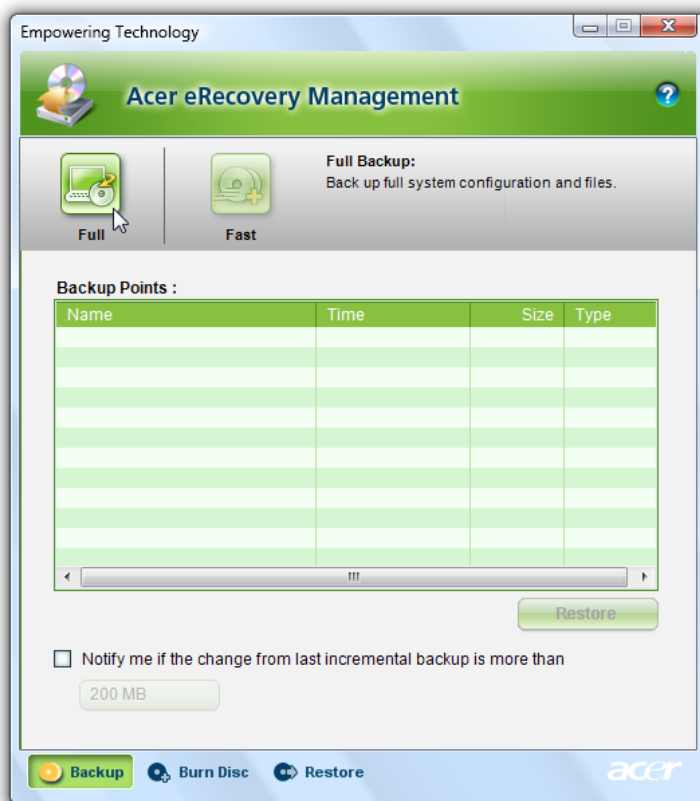 Empowering Technology
Acer eRecovery Management
?
Full Backup:
Back up full system configuration and files.
Full
Fast
Backup Points :
Name Time Size Type
Restore
Notify me if the change from last incremental backup is more than
200 MB
Backup Burn Disc Restore
acer